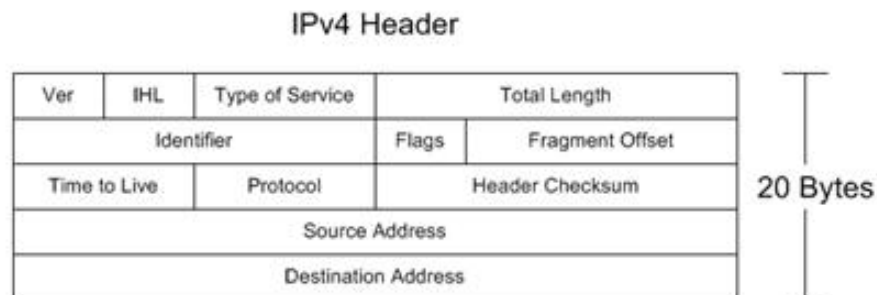 IPv4 Header
Ver IHL Type of Service Total Length
Identifier Flags Fragment Offset
Time to Live Protocol Header Checksum
20 Bytes
Source Address
Destination Address